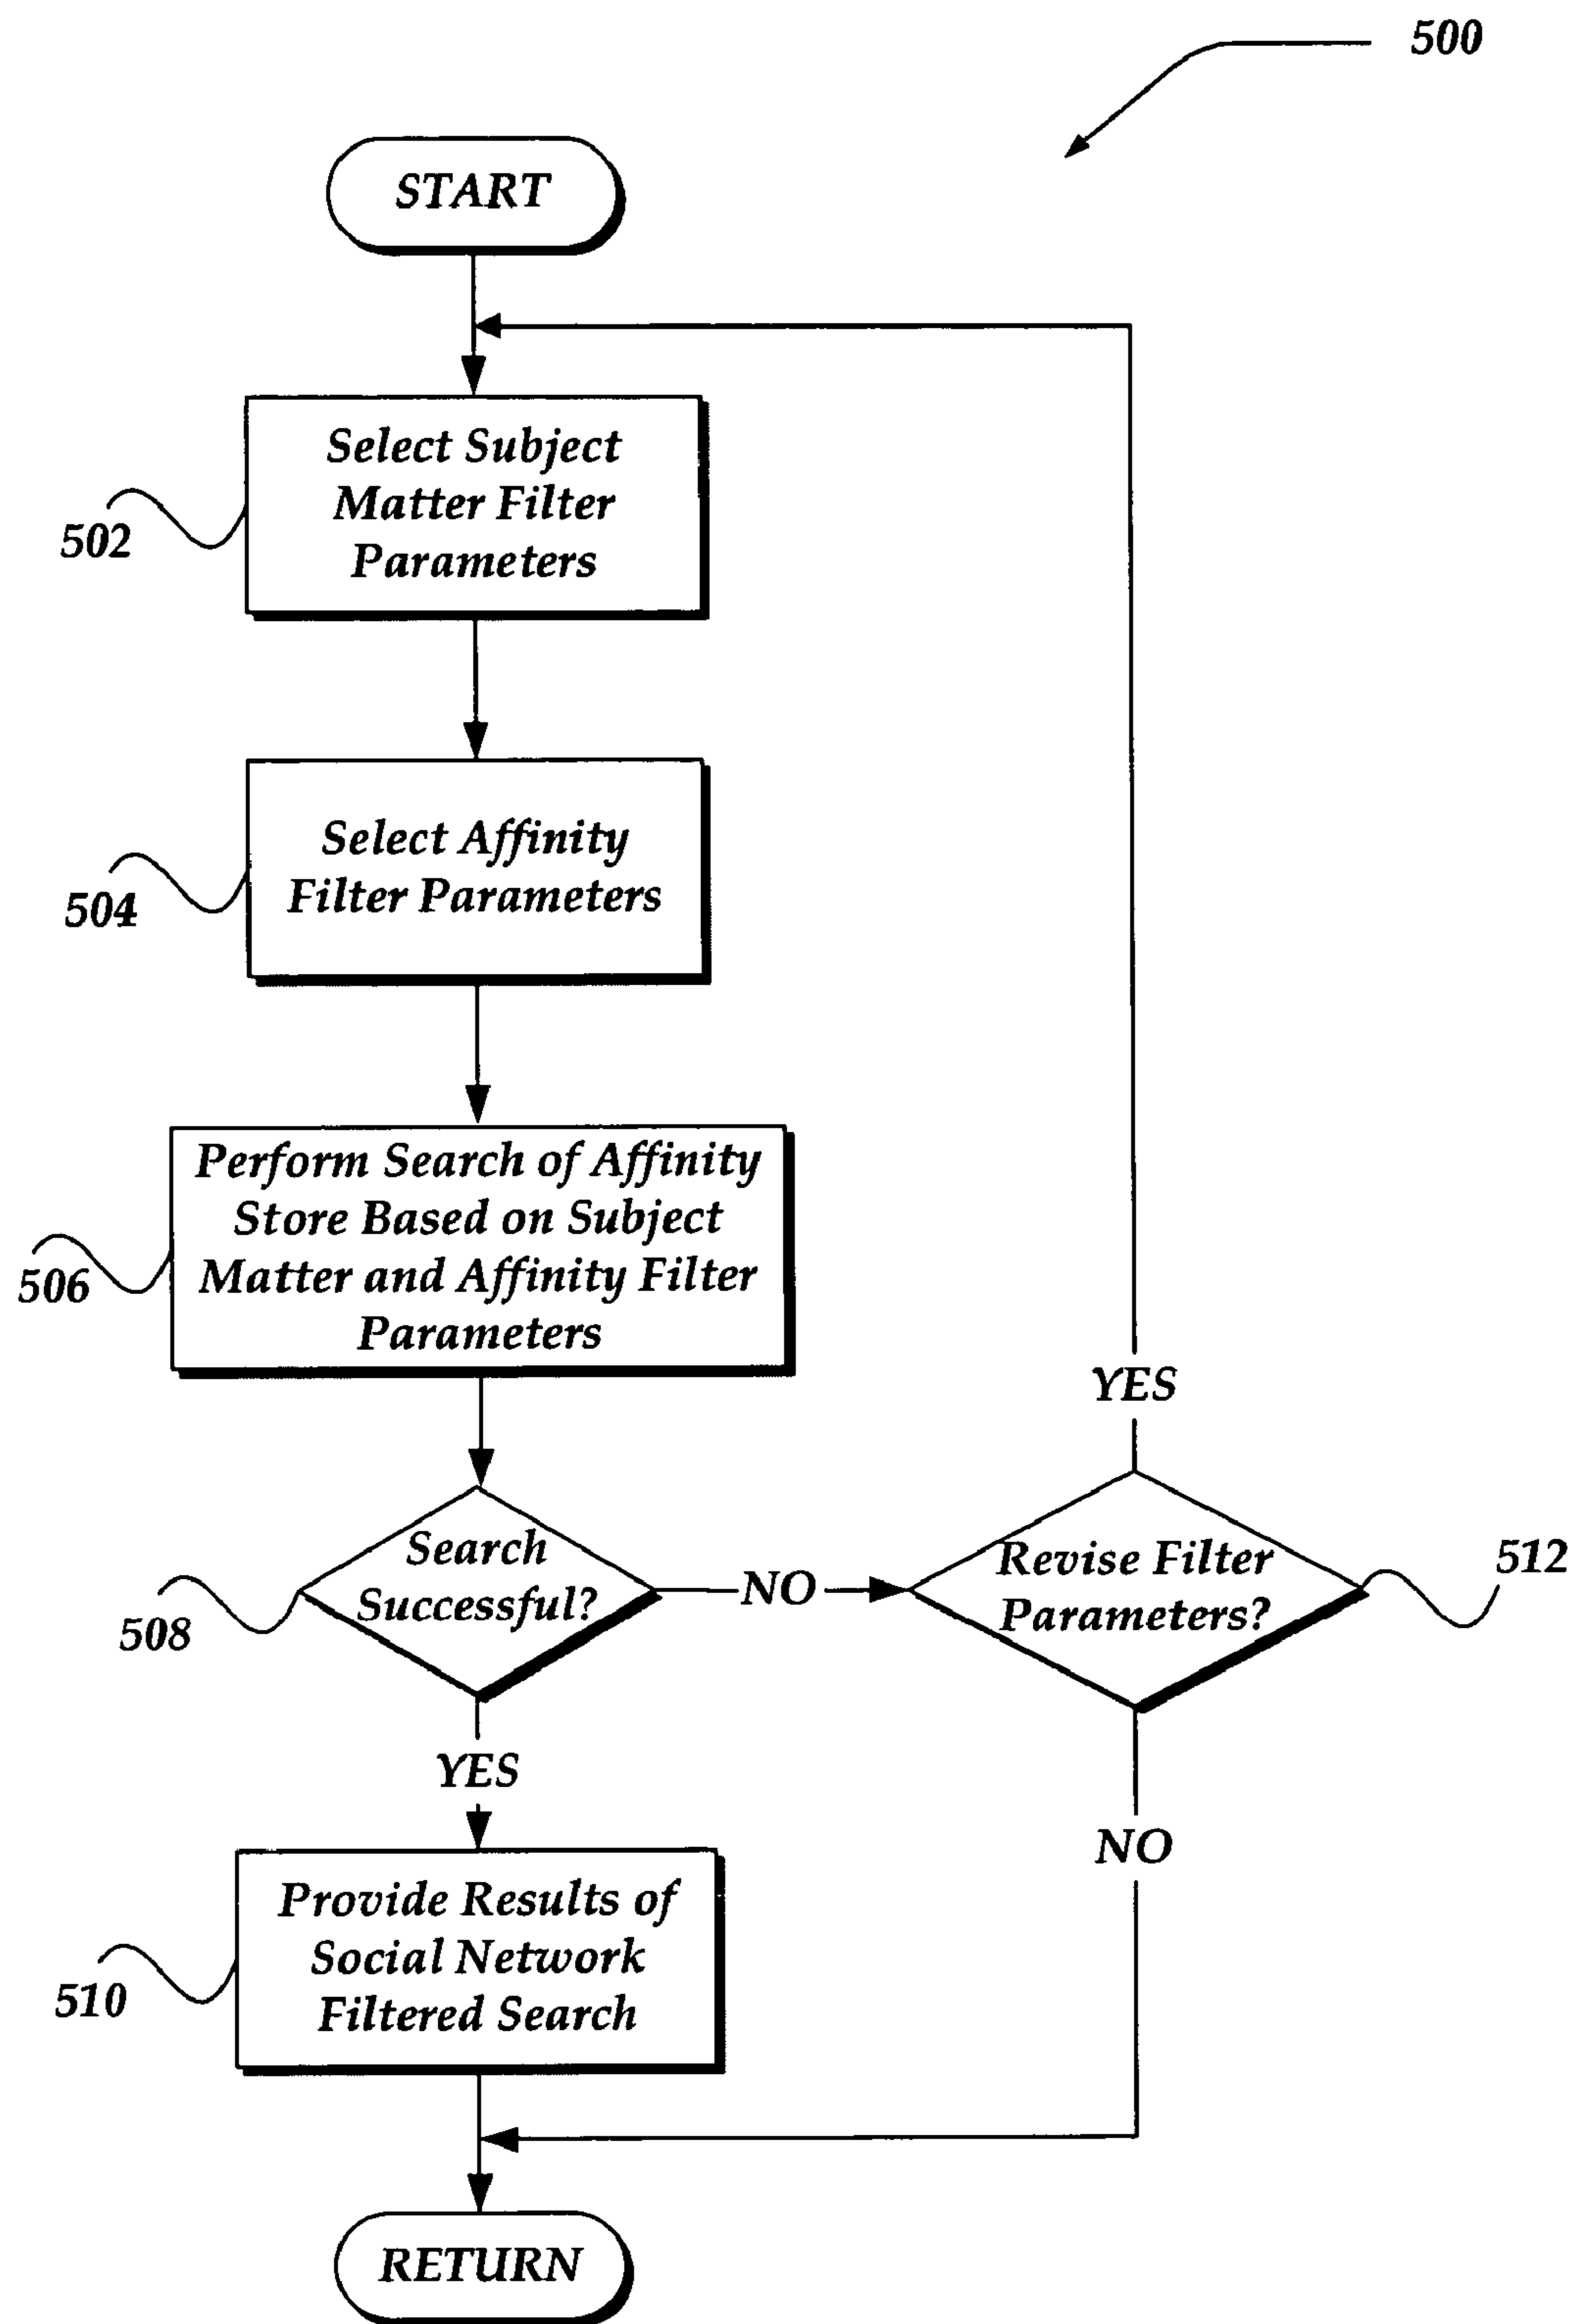 500
START
Select Subject
Matter Filter
Parameters
502
Select Affinity
Filter Parameters
504
Perform Search of Affinity
Store Based on Subject
Matter and Affinity Filter
Parameters
506
YES
Search
Successful?
508
NO
Revise Filter
Parameters?
512
YES
NO
Provide Results of
Social Network
Filtered Search
510
RETURN